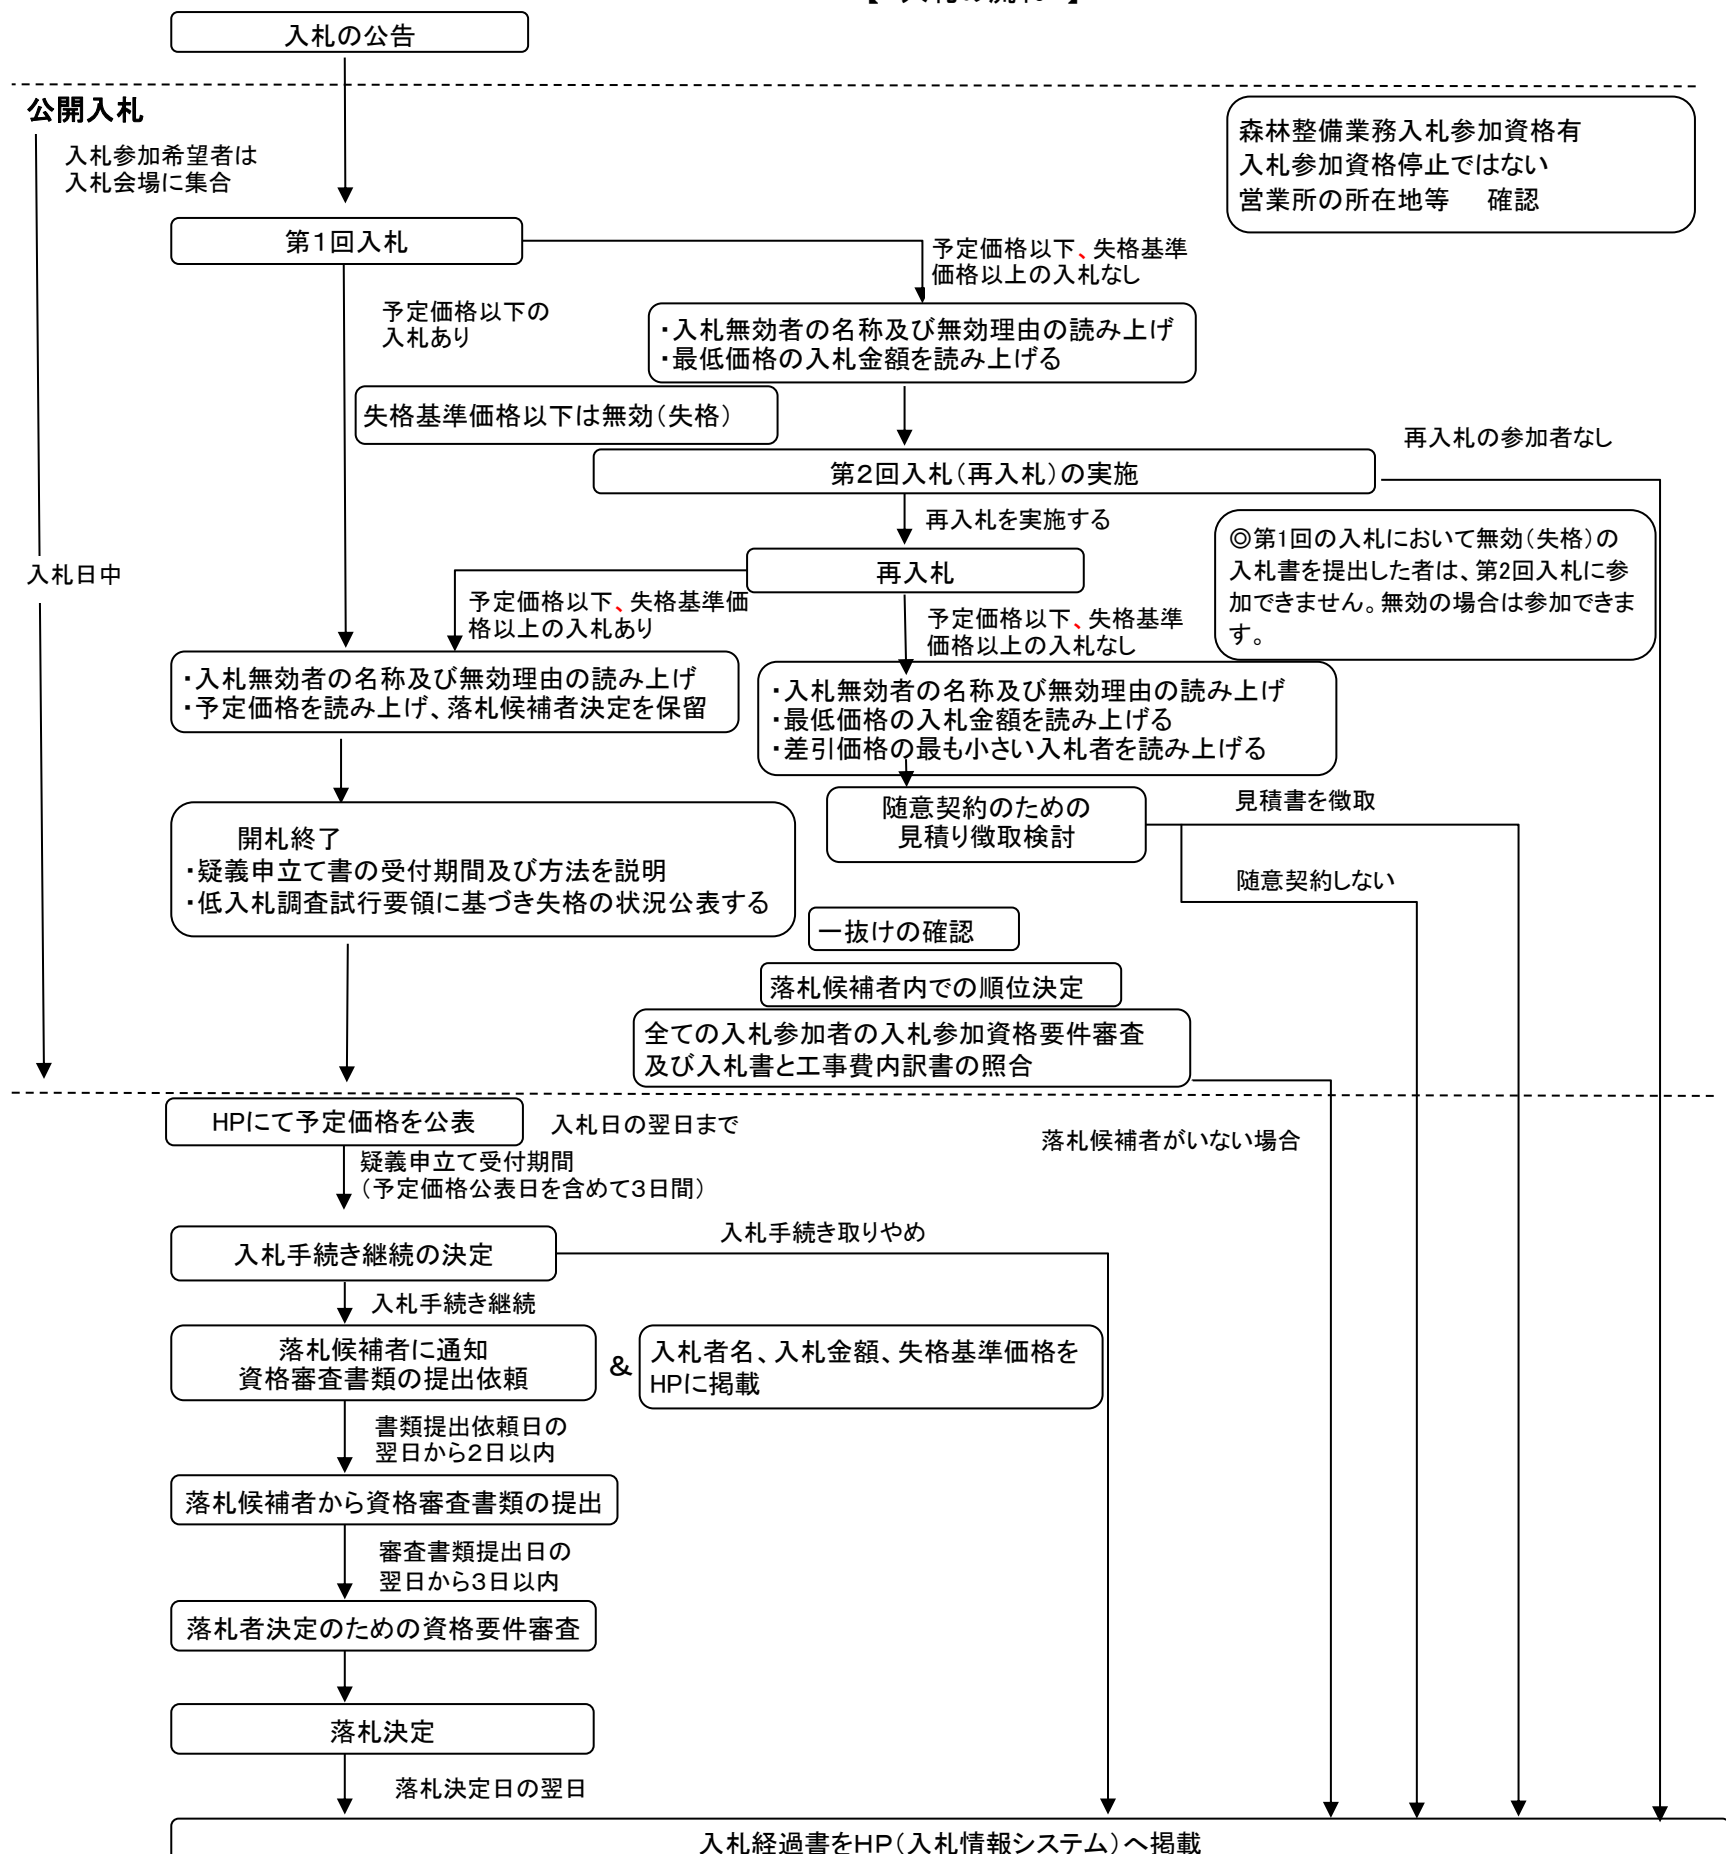 入札の公告
公開入札
入札参加希望者は
入札会場に集合
森林整備業務入札参加資格有
入札参加資格停止ではない
営業所の所在地等　確認
第1回入札
予定価格以下、失格基準
価格以上の入札なし
予定価格以下の
入札あり
・入札無効者の名称及び無効理由の読み上げ
・最低価格の入札金額を読み上げる
失格基準価格以下は無効(失格)
再入札の参加者なし
第2回入札(再入札)の実施
再入札を実施する
◎第1回の入札において無効(失格)の
入札書を提出した者は、第2回入札に参
加できません。無効の場合は参加できま
す。
入札日中
再入札
予定価格以下、失格基準価
格以上の入札あり
予定価格以下、失格基準
価格以上の入札なし
・入札無効者の名称及び無効理由の読み上げ
・予定価格を読み上げ、落札候補者決定を保留
・入札無効者の名称及び無効理由の読み上げ
・最低価格の入札金額を読み上げる
・差引価格の最も小さい入札者を読み上げる
随意契約のための
見積り徴取検討
見積書を徴取
随意契約しない
開札終了
・疑義申立て書の受付期間及び方法を説明
・低入札調査試行要領に基づき失格の状況公表する
一抜けの確認
落札候補者内での順位決定
全ての入札参加者の入札参加資格要件審査
及び入札書と工事費内訳書の照合
HPにて予定価格を公表
入札日の翌日まで
落札候補者がいない場合
疑義申立て受付期間
(予定価格公表日を含めて3日間)
入札手続き継続の決定
入札手続き取りやめ
入札手続き継続
落札候補者に通知
資格審査書類の提出依頼
&
入札者名、入札金額、失格基準価格を
HPに掲載
書類提出依頼日の
翌日から2日以内
落札候補者から資格審査書類の提出
審査書類提出日の
翌日から3日以内
落札者決定のための資格要件審査
落札決定
落札決定日の翌日
入札経過書をHP(入札情報システム)へ掲載